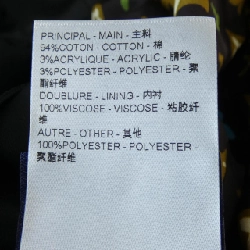 PRINCIPAL - MAIN - 主料
94%COTON - COTTON - 棉
3%ACRYLIQUE - ACRYLIC - 腈纶
3%POLYESTER - POLYESTER - 聚
酯纤维
DOUBLURE - LINING - 内衬
100%VISCOSE - VISCOSE - 粘胶纤
维
AUTRE - OTHER - 其他
100%POLYESTER - POLYESTER -
聚酯纤维